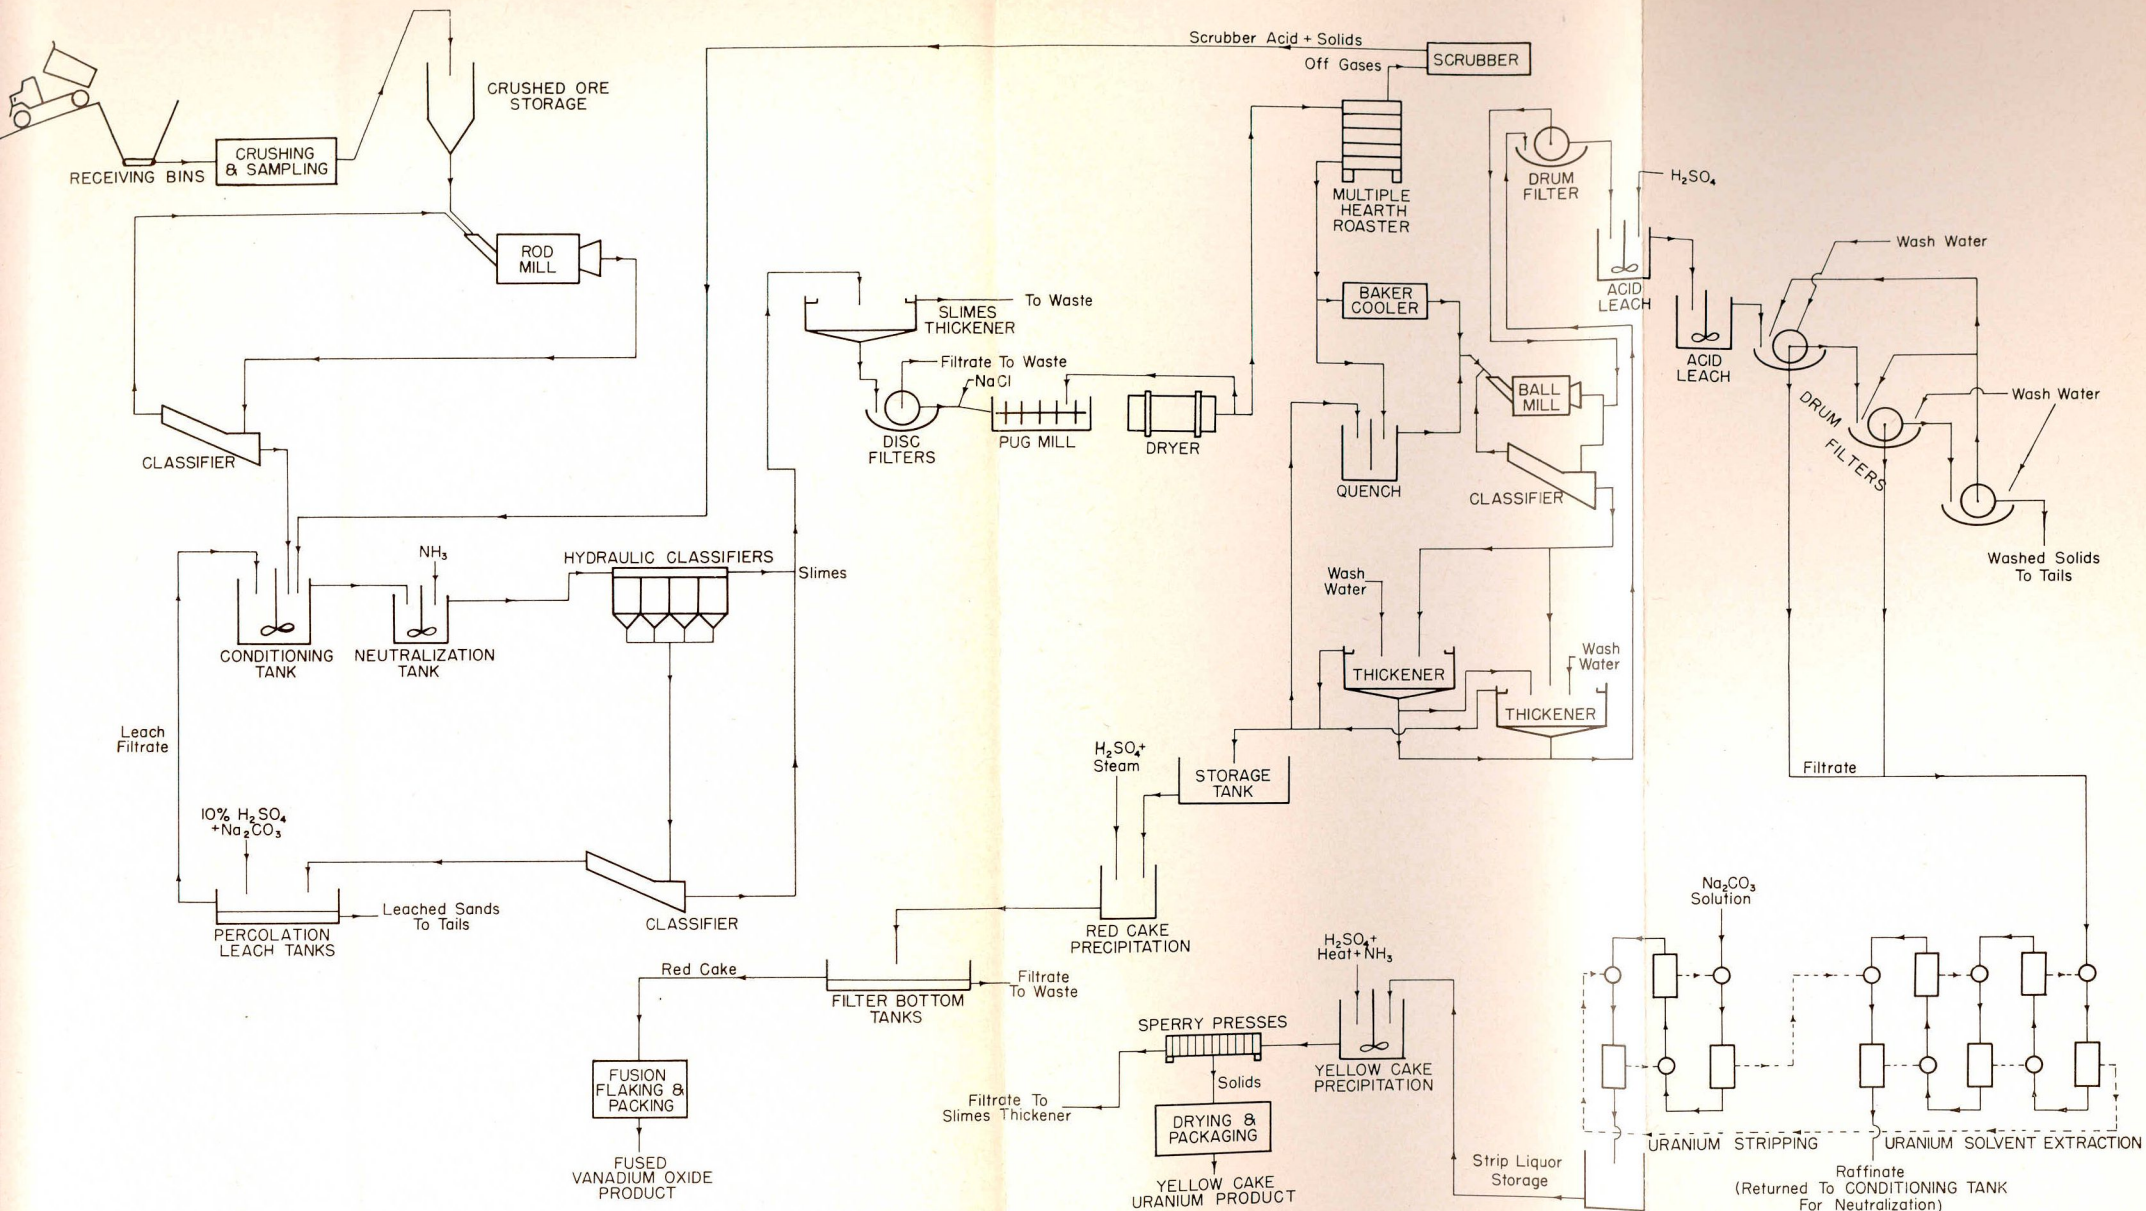 Scrubber Acid + Solids
SCRUBBER
Off Gases
CRUSHED ORE
STORAGE
CRUSHING
& SAMPLING
RECEIVING BINS
MULTIPLE
HEARTH
ROASTER
DRUM
FILTER
H₂SO₄
ROD
MILL
Wash Water
ACID
LEACH
BAKER
COOLER
To Waste
SLIMES
THICKENER
Filtrate To Waste
NaCl
ACID
LEACH
BALL
MILL
Wash Water
DRUM
FILTERS
DISC
FILTERS
PUG MILL
DRYER
CLASSIFIER
QUENCH
CLASSIFIER
NH₃
HYDRAULIC CLASSIFIERS
Slimes
Wash
Water
Washed Solids
To Tails
CONDITIONING
TANK
NEUTRALIZATION
TANK
THICKENER
Wash
Water
THICKENER
Leach
Filtrate
H₂SO₄+
Steam
STORAGE
TANK
Filtrate
10% H₂SO₄
+Na₂CO₃
Leached Sands
To Tails
CLASSIFIER
PERCOLATION
LEACH TANKS
RED CAKE
PRECIPITATION
Na₂CO₃
Solution
H₂SO₄+
Heat+NH₃
Red Cake
Filtrate
To Waste
FILTER BOTTOM
TANKS
SPERRY PRESSES
YELLOW CAKE
PRECIPITATION
FUSION
FLAKING &
PACKING
Solids
Filtrate To
Slimes Thickener
DRYING &
PACKAGING
URANIUM STRIPPING
URANIUM SOLVENT EXTRACTION
FUSED
VANADIUM OXIDE
PRODUCT
YELLOW CAKE
URANIUM PRODUCT
Strip Liquor
Storage
Raffinate
(Returned To CONDITIONING TANK
For Neutralization)